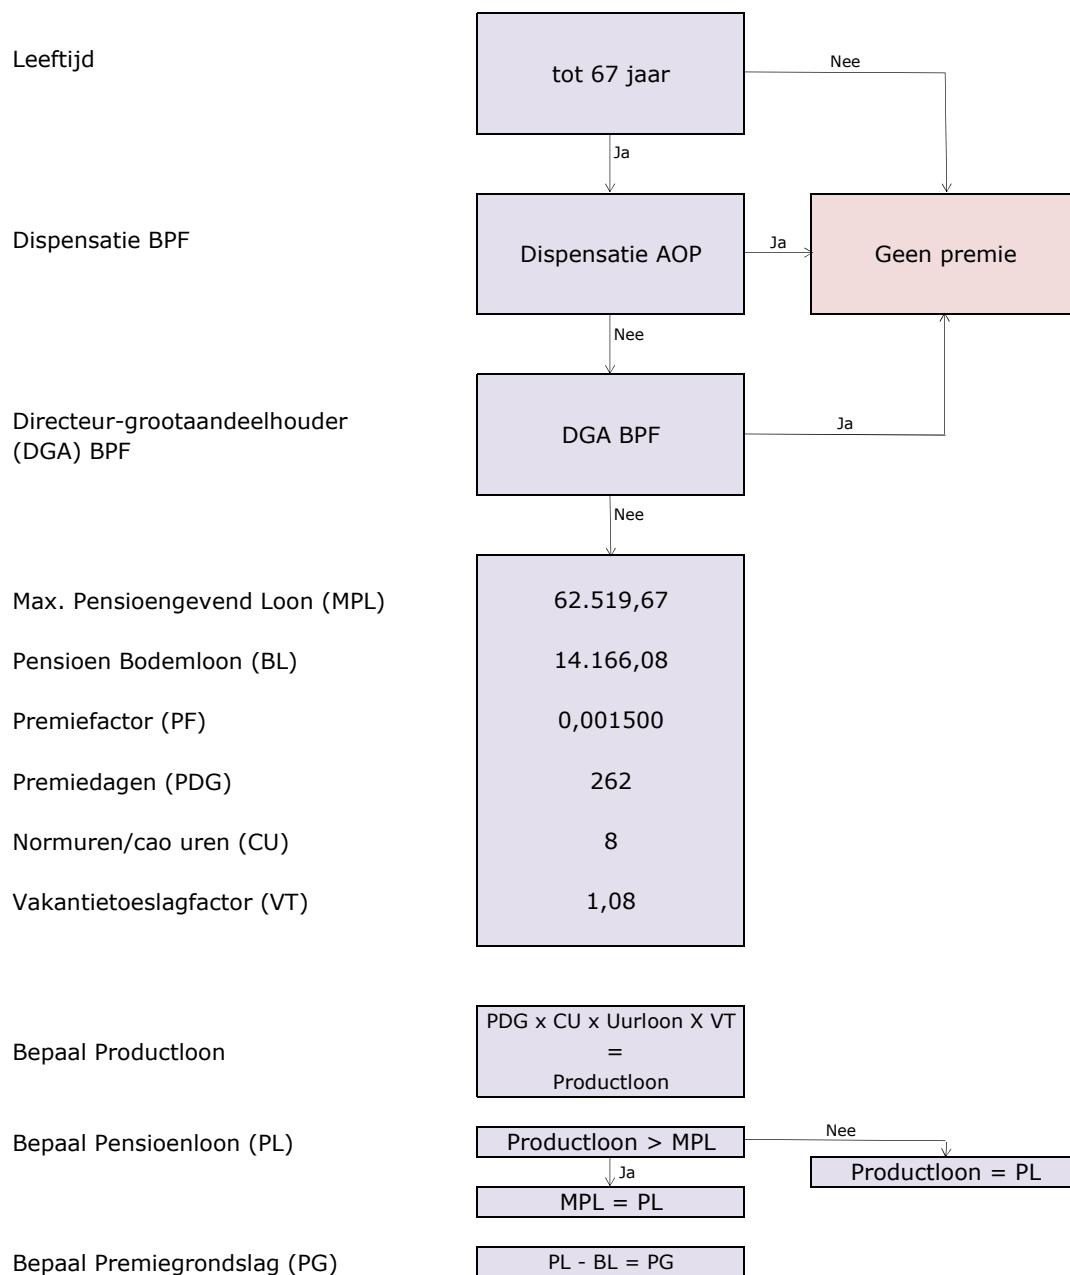 Leeftijd
tot 67 jaar
Nee
Ja
Dispensatie BPF
Dispensatie AOP
Ja
Geen premie
Nee
Directeur-grootaandeelhouder
(DGA) BPF
DGA BPF
Ja
Nee
Max. Pensioengevend Loon (MPL)
62.519,67
Pensioen Bodemloon (BL)
14.166,08
Premiefactor (PF)
0,001500
Premiedagen (PDG)
262
Normuren/cao uren (CU)
8
Vakantietoeslagfactor (VT)
1,08
Bepaal Productloon
PDG x CU x Uurloon X VT
=
Productloon
Bepaal Pensioenloon (PL)
Productloon > MPL
Nee
Productloon = PL
Ja
MPL = PL
Bepaal Premiegrondslag (PG)
PL - BL = PG